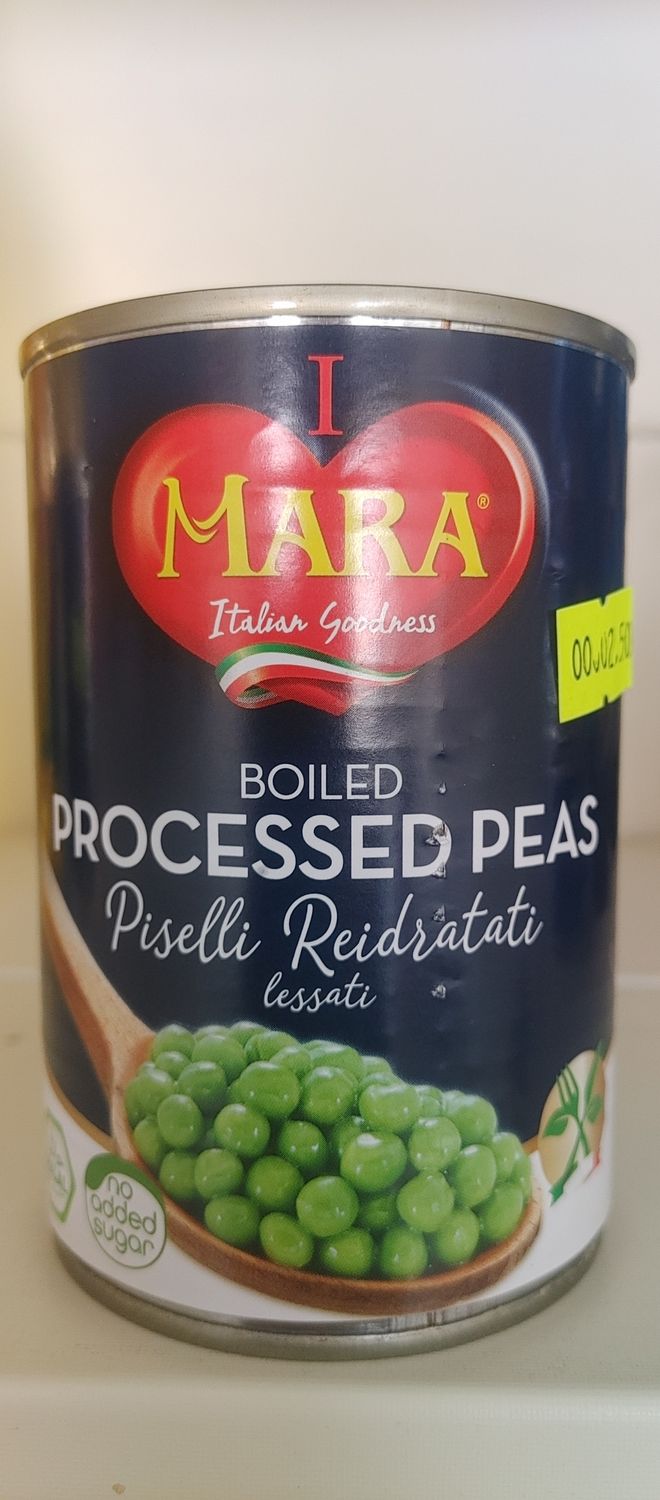 I
MARA®
Italian Goodness
BOILED
PROCESSED PEAS
Piselli Reidratati
lessati
no
added
sugar